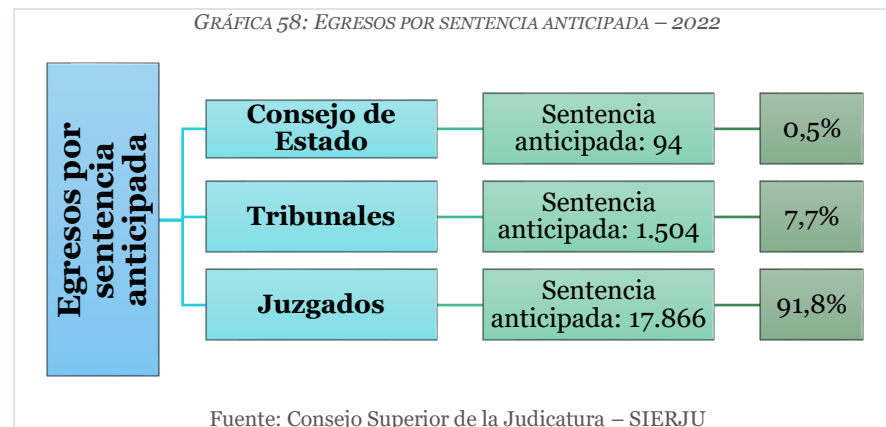 GRÁFICA 58: EGRESOS POR SENTENCIA ANTICIPADA – 2022
Egresos por
sentencia
anticipada
Consejo de
Estado
Sentencia
anticipada: 94
0,5%
Tribunales
Sentencia
anticipada: 1.504
7,7%
Juzgados
Sentencia
anticipada: 17.866
91,8%
Fuente: Consejo Superior de la Judicatura – SIERJU